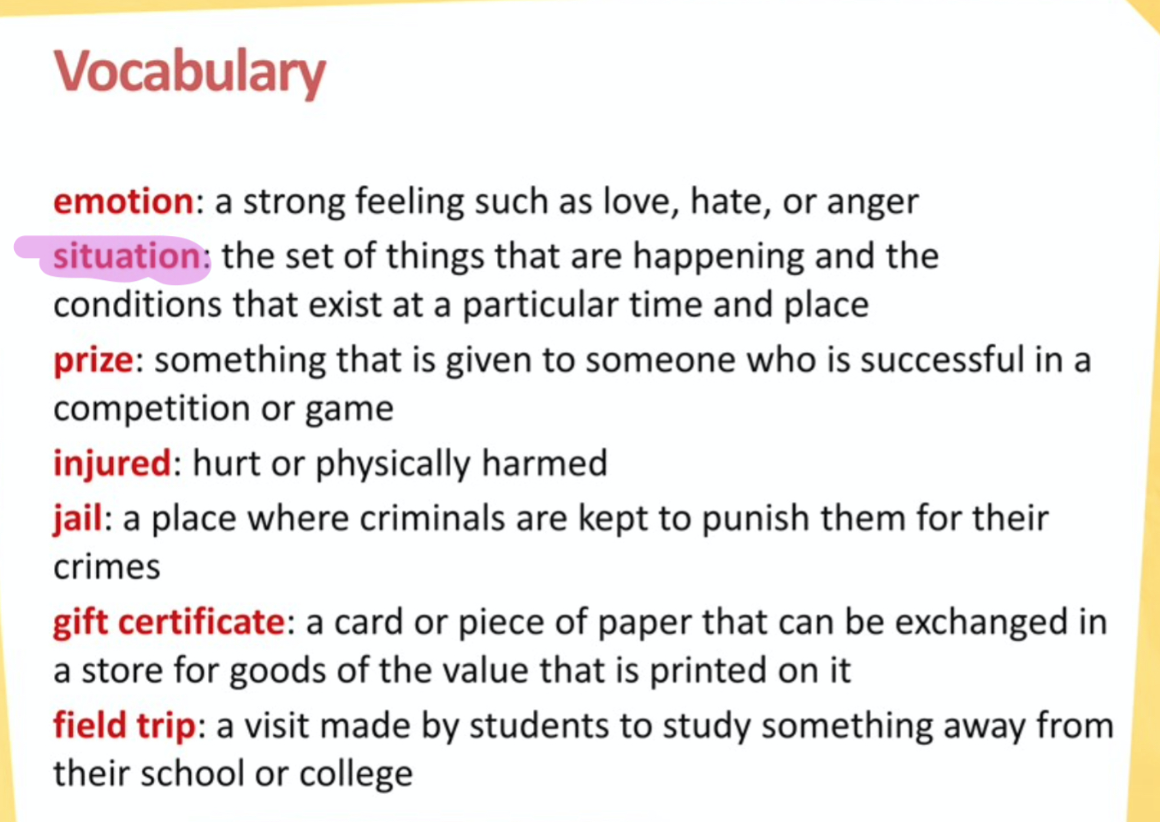 Vocabulary
emotion: a strong feeling such as love, hate, or anger
situation: the set of things that are happening and the
conditions that exist at a particular time and place
prize: something that is given to someone who is successful in a
competition or game
injured: hurt or physically harmed
jail: a place where criminals are kept to punish them for their
crimes
gift certificate: a card or piece of paper that can be exchanged in
a store for goods of the value that is printed on it
field trip: a visit made by students to study something away from
their school or college